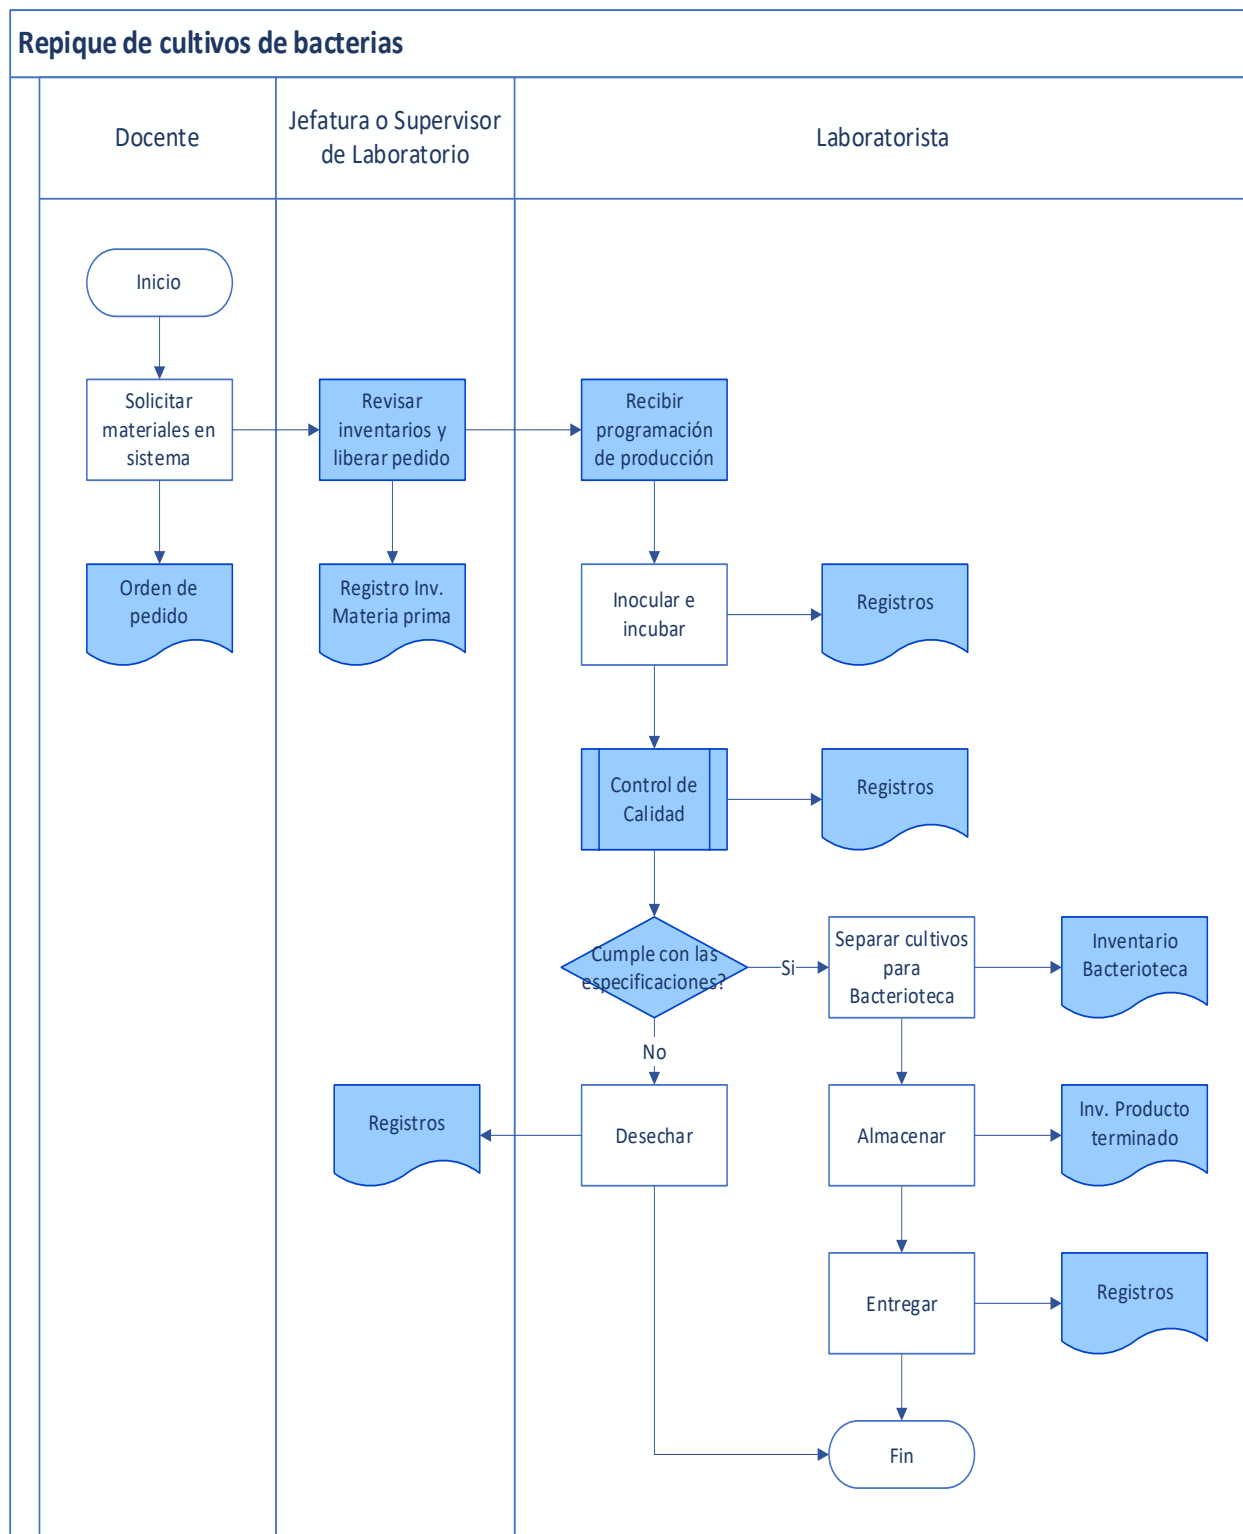 Repique de cultivos de bacterias
Docente
Jefatura o Supervisor
de Laboratorio
Laboratorista
Inicio
Solicitar
materiales en
sistema
Revisar
inventarios y
liberar pedido
Recibir
programación
de producción
Orden de
pedido
Registro Inv.
Materia prima
Inocular e
incubar
Registros
Control de
Calidad
Registros
Cumple con las
especificaciones?
Si
Separar cultivos
para
Bacterioteca
Inventario
Bacterioteca
No
Registros
Desechar
Almacenar
Inv. Producto
terminado
Entregar
Registros
Fin